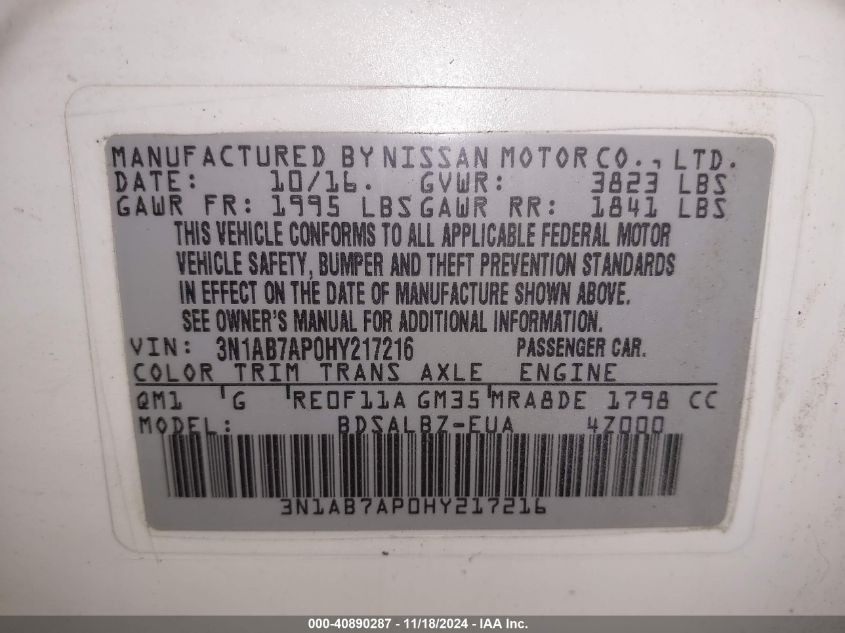 MANUFACTURED BY NISSAN MOTOR CO., LTD.
DATE: 10/16. GVWR: 3823 LBS
GAWR FR: 1995 LBS GAWR RR: 1841 LBS
THIS VEHICLE CONFORMS TO ALL APPLICABLE FEDERAL MOTOR
VEHICLE SAFETY, BUMPER AND THEFT PREVENTION STANDARDS
IN EFFECT ON THE DATE OF MANUFACTURE SHOWN ABOVE.
SEE OWNER'S MANUAL FOR ADDITIONAL INFORMATION.
VIN: 3N1AB7AP0HY217216 PASSENGER CAR.
COLOR TRIM TRANS AXLE ENGINE
QM1 'G 'RE0F11A GM35 'MRA8DE 1798 CC
MODEL: BDSALBZ-EUA 4Z000
3N1AB7AP0HY217216
000-40890287 - 11/18/2024 - IAA Inc.